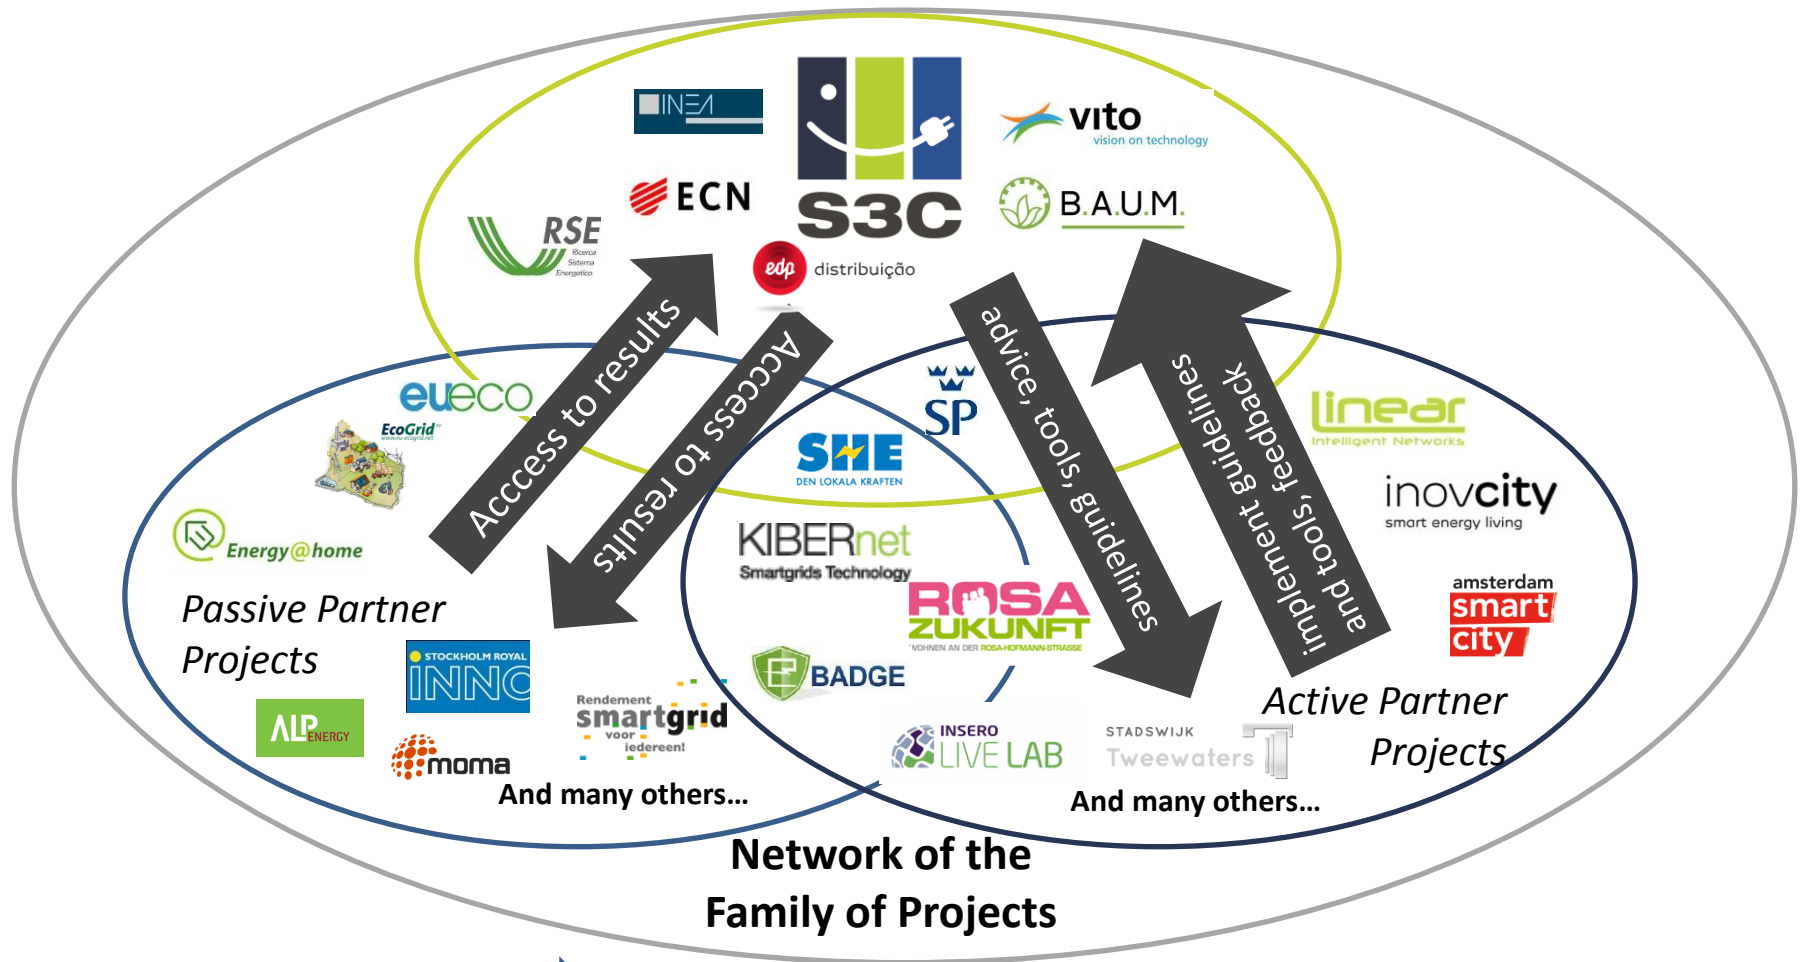 INEA
S3C
vito
vision on technology
ECN
B.A.U.M.
RSE
Ricerca
Sistema
Energetico
edp distribuição
Acccess to results
Acccess to results
advice, tools, guidelines
implement guidelines
and tools, feedback
eueco
EcoGrid
www.eu-ecogrid.net
Energy@home
Passive Partner
Projects
STOCKHOLM ROYAL
INNO
ALP ENERGY
moma
Rendement
smartgrid
voor
iedereen!
And many others...
SP
SHE
DEN LOKALA KRAFTEN
KIBERnet
Smartgrids Technology
ROSA
ZUKUNFT
WOHNEN AN DER ROSA-HOFMANN-STRASSE
BADGE
INSERO
LIVE LAB
STADSWIJK
Tweewaters
linear
Intelligent Networks
inovcity
smart energy living
amsterdam
smart
city
Active Partner
Projects
And many others...
Network of the
Family of Projects